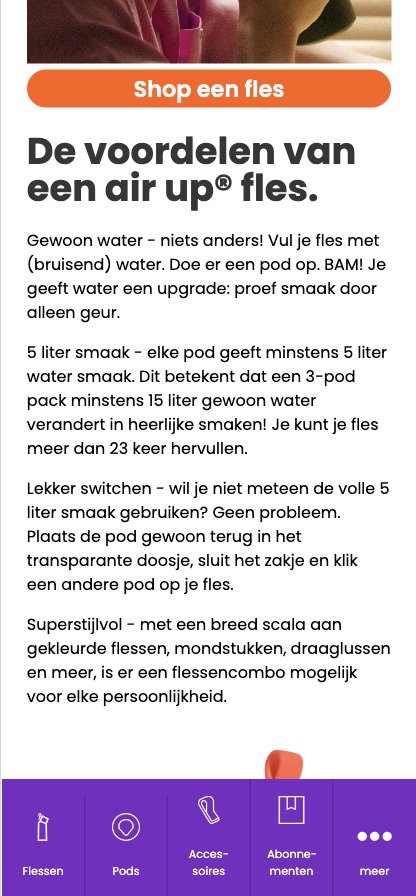 Shop een fles
De voordelen van
een air up® fles.
Gewoon water - niets anders! Vul je fles met
(bruisend) water. Doe er een pod op. BAM! Je
geeft water een upgrade: proef smaak door
alleen geur.
5 liter smaak - elke pod geeft minstens 5 liter
water smaak. Dit betekent dat een 3-pod
pack minstens 15 liter gewoon water
verandert in heerlijke smaken! Je kunt je fles
meer dan 23 keer hervullen.
Lekker switchen - wil je niet meteen de volle 5
liter smaak gebruiken? Geen probleem.
Plaats de pod gewoon terug in het
transparante doosje, sluit het zakje en klik
een andere pod op je fles.
Superstijlvol - met een breed scala aan
gekleurde flessen, mondstukken, draaglussen
en meer, is er een flessencombo mogelijk
voor elke persoonlijkheid.
Flessen
Pods
Acces-
soires
Abonne-
menten
meer